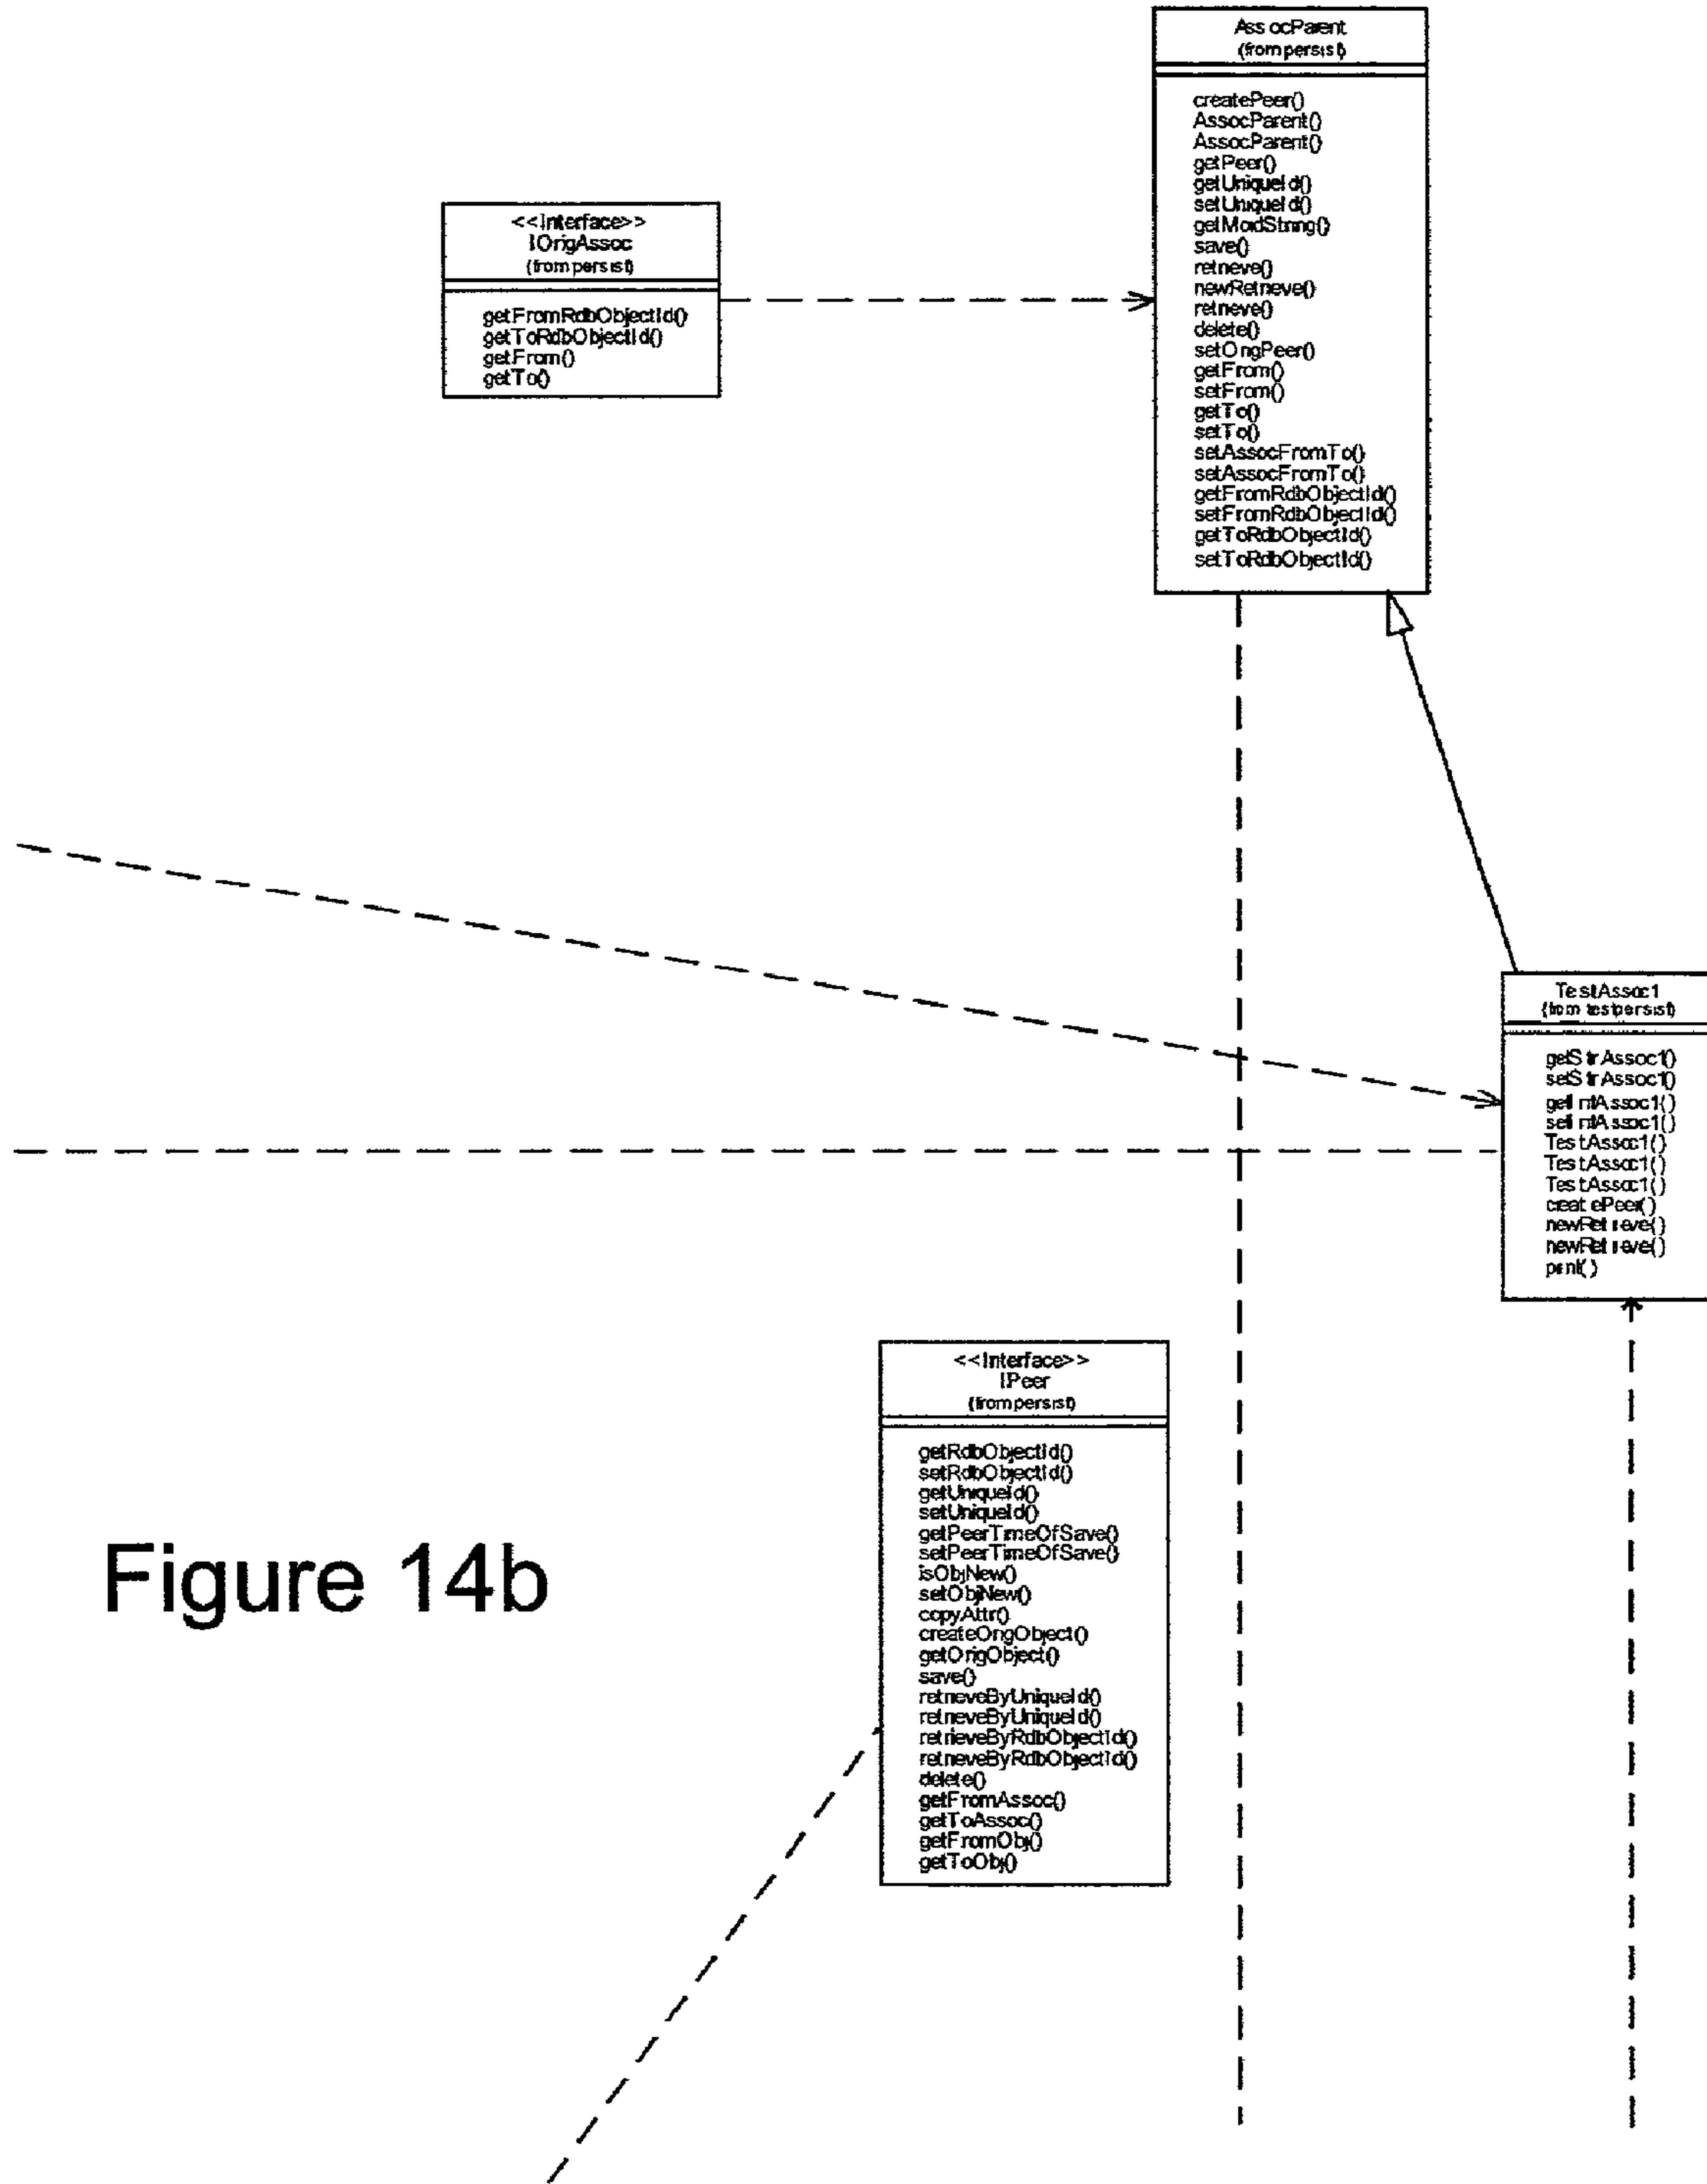 AssocParent
(from persist)
createPeer()
AssocParent()
AssocParent()
getPeer()
getUniqueId()
setUniqueId()
getModString()
save()
retrieve()
newRetrieve()
retrieve()
delete()
setOrigPeer()
getFrom()
setFrom()
getTo()
setTo()
setAssocFromTo()
setAssocFromTo()
getFromRdbObjectId()
setFromRdbObjectId()
getToRdbObjectId()
setToRdbObjectId()
<<Interface>>
IOrigAssoc
(from persist)
getFromRdbObjectId()
getToRdbObjectId()
getFrom()
getTo()
TestAssoc1
(from testpersist)
getStrAssoc1()
setStrAssoc1()
getIntAssoc1()
setIntAssoc1()
TestAssoc1()
TestAssoc1()
TestAssoc1()
createPeer()
newRetrieve()
newRetrieve()
print()
<<Interface>>
IPeer
(from persist)
getRdbObjectId()
setRdbObjectId()
getUniqueId()
setUniqueId()
getPeerTimeOfSave()
setPeerTimeOfSave()
isObjNew()
setObjNew()
copyAttr()
createOrigObject()
getOrigObject()
save()
retrieveByUniqueId()
retrieveByUniqueId()
retrieveByRdbObjectId()
retrieveByRdbObjectId()
delete()
getFromAssoc()
getToAssoc()
getFromObj()
getToObj()
Figure 14b